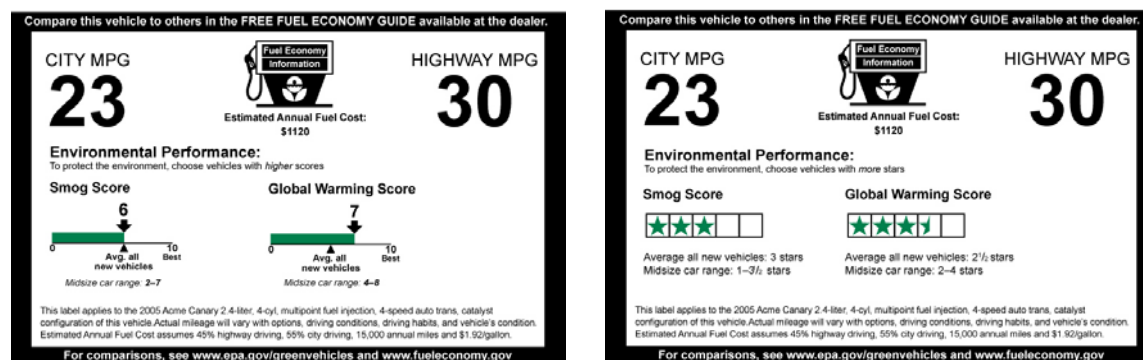 Compare this vehicle to others in the FREE FUEL ECONOMY GUIDE available at the dealer.
CITY MPG
23
Fuel Economy
Information
Estimated Annual Fuel Cost:
$1120
HIGHWAY MPG
30
Environmental Performance:
To protect the environment, choose vehicles with higher scores
Smog Score
6
0
10
Best
Avg. all
new vehicles
Midsize car range: 2–7
Global Warming Score
7
0
10
Best
Avg. all
new vehicles
Midsize car range: 4–8
This label applies to the 2005 Acme Canary 2.4-liter, 4-cyl, multipoint fuel injection, 4-speed auto trans, catalyst
configuration of this vehicle.Actual mileage will vary with options, driving conditions, driving habits, and vehicle's condition.
Estimated Annual Fuel Cost assumes 45% highway driving, 55% city driving, 15,000 annual miles and $1.92/gallon.
For comparisons, see www.epa.gov/greenvehicles and www.fueleconomy.gov
Compare this vehicle to others in the FREE FUEL ECONOMY GUIDE available at the dealer.
CITY MPG
23
Fuel Economy
Information
Estimated Annual Fuel Cost:
$1120
HIGHWAY MPG
30
Environmental Performance:
To protect the environment, choose vehicles with more stars
Smog Score
Average all new vehicles: 3 stars
Midsize car range: 1–3½ stars
Global Warming Score
Average all new vehicles: 2½ stars
Midsize car range: 2–4 stars
This label applies to the 2005 Acme Canary 2.4-liter, 4-cyl, multipoint fuel injection, 4-speed auto trans, catalyst
configuration of this vehicle.Actual mileage will vary with options, driving conditions, driving habits, and vehicle's condition.
Estimated Annual Fuel Cost assumes 45% highway driving, 55% city driving, 15,000 annual miles and $1.92/gallon.
For comparisons, see www.epa.gov/greenvehicles and www.fueleconomy.gov